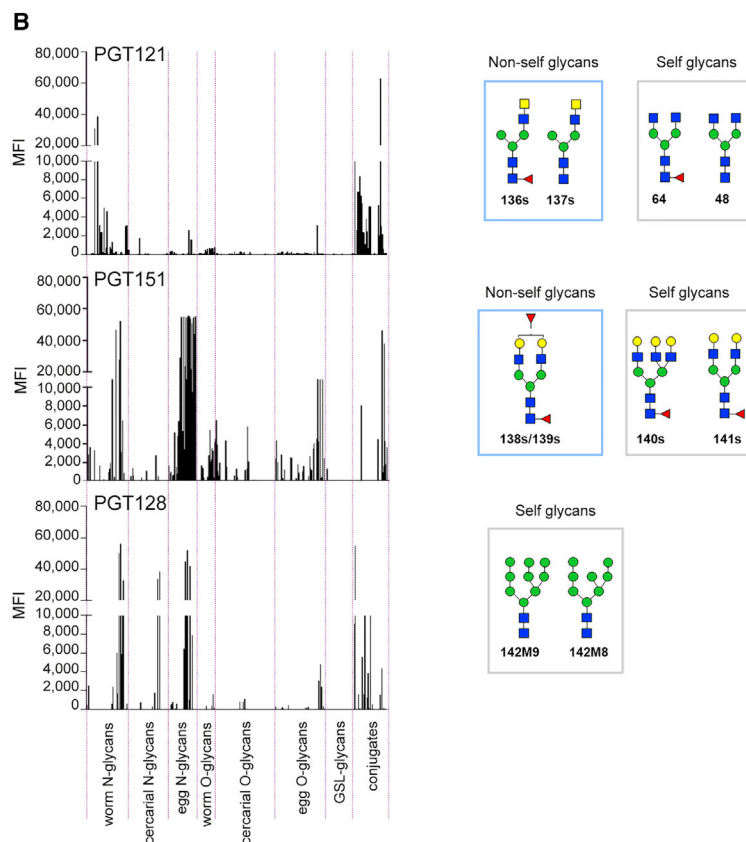 B
PGT121
MFI
80,000
60,000
40,000
20,000
10,000
8,000
6,000
4,000
2,000
0
Non-self glycans
136s 137s
Self glycans
64 48
PGT151
MFI
80,000
60,000
40,000
20,000
10,000
8,000
6,000
4,000
2,000
0
Non-self glycans
138s/139s
Self glycans
140s 141s
PGT128
MFI
80,000
60,000
40,000
20,000
10,000
8,000
6,000
4,000
2,000
0
Self glycans
142M9 142M8
worm N-glycans
cercarial N-glycans
egg N-glycans
worm O-glycans
cercarial O-glycans
egg O-glycans
GSL-glycans
conjugates